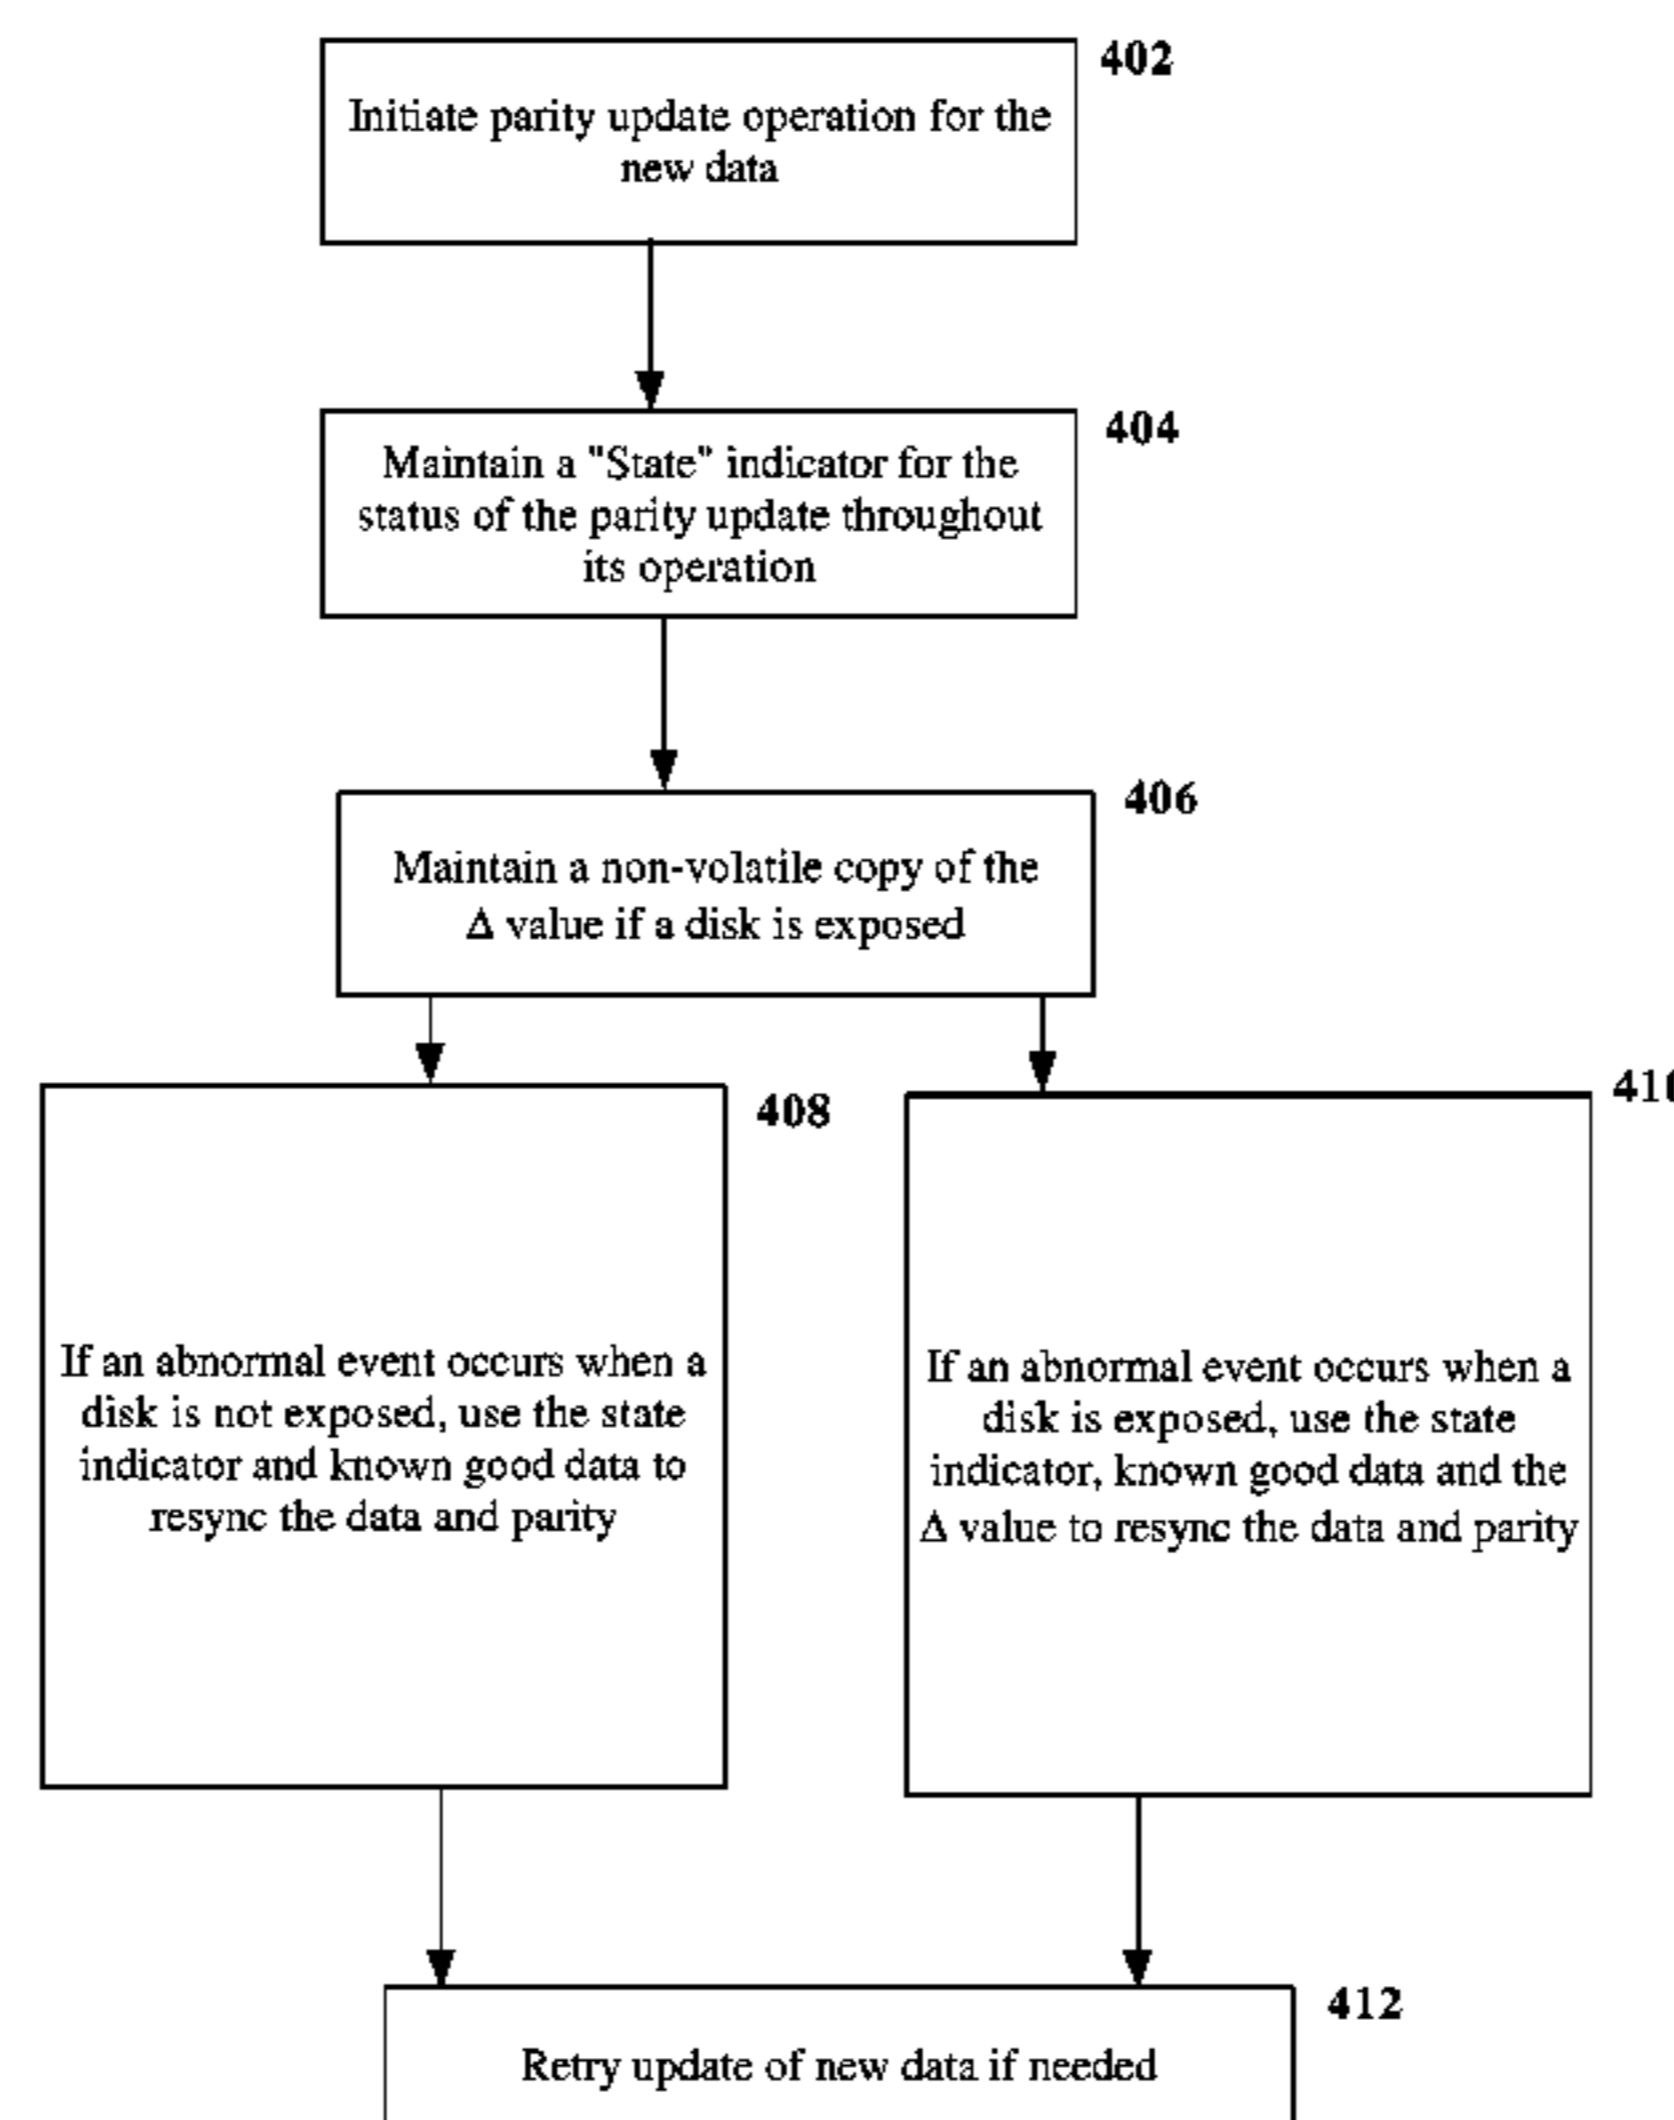 402
Initiate parity update operation for the
new data
404
Maintain a "State" indicator for the
status of the parity update throughout
its operation
406
Maintain a non-volatile copy of the
Δ value if a disk is exposed
408
If an abnormal event occurs when a
disk is not exposed, use the state
indicator and known good data to
resync the data and parity
410
If an abnormal event occurs when a
disk is exposed, use the state
indicator, known good data and the
Δ value to resync the data and parity
412
Retry update of new data if needed